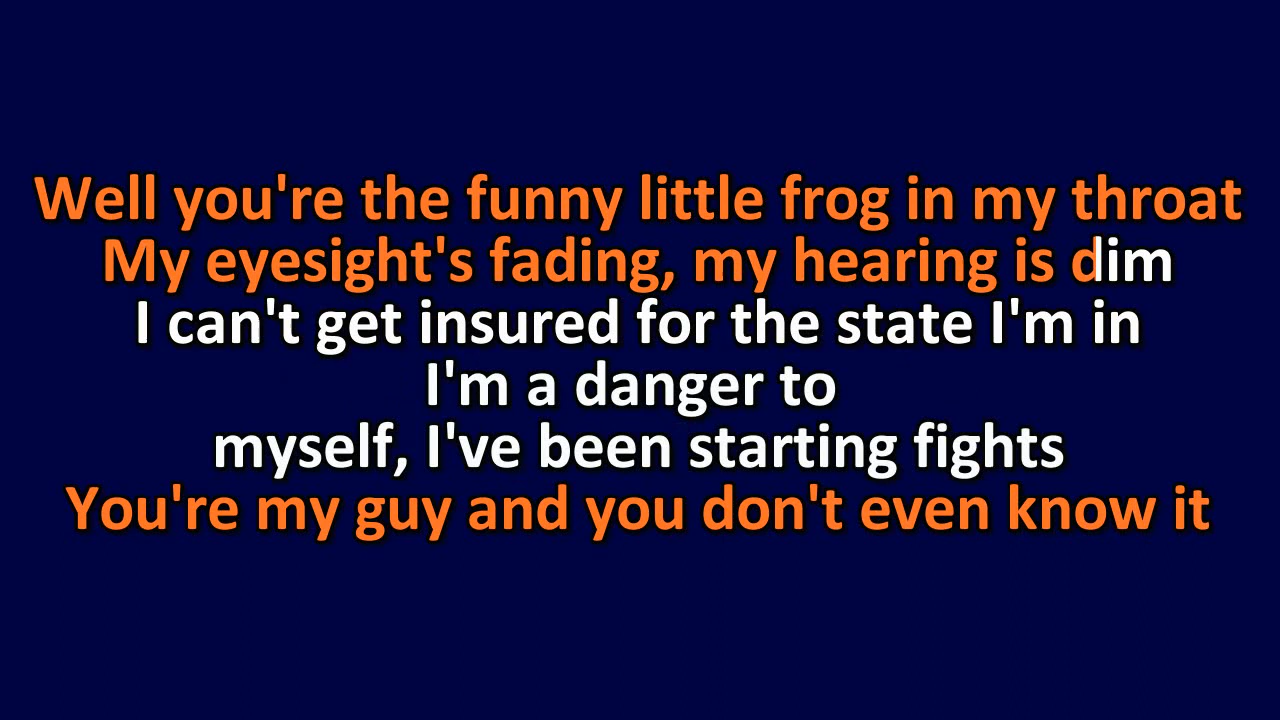 Well you're the funny little frog in my throat
My eyesight's fading, my hearing is dim
I can't get insured for the state I'm in
I'm a danger to
myself, I've been starting fights
You're my guy and you don't even know it